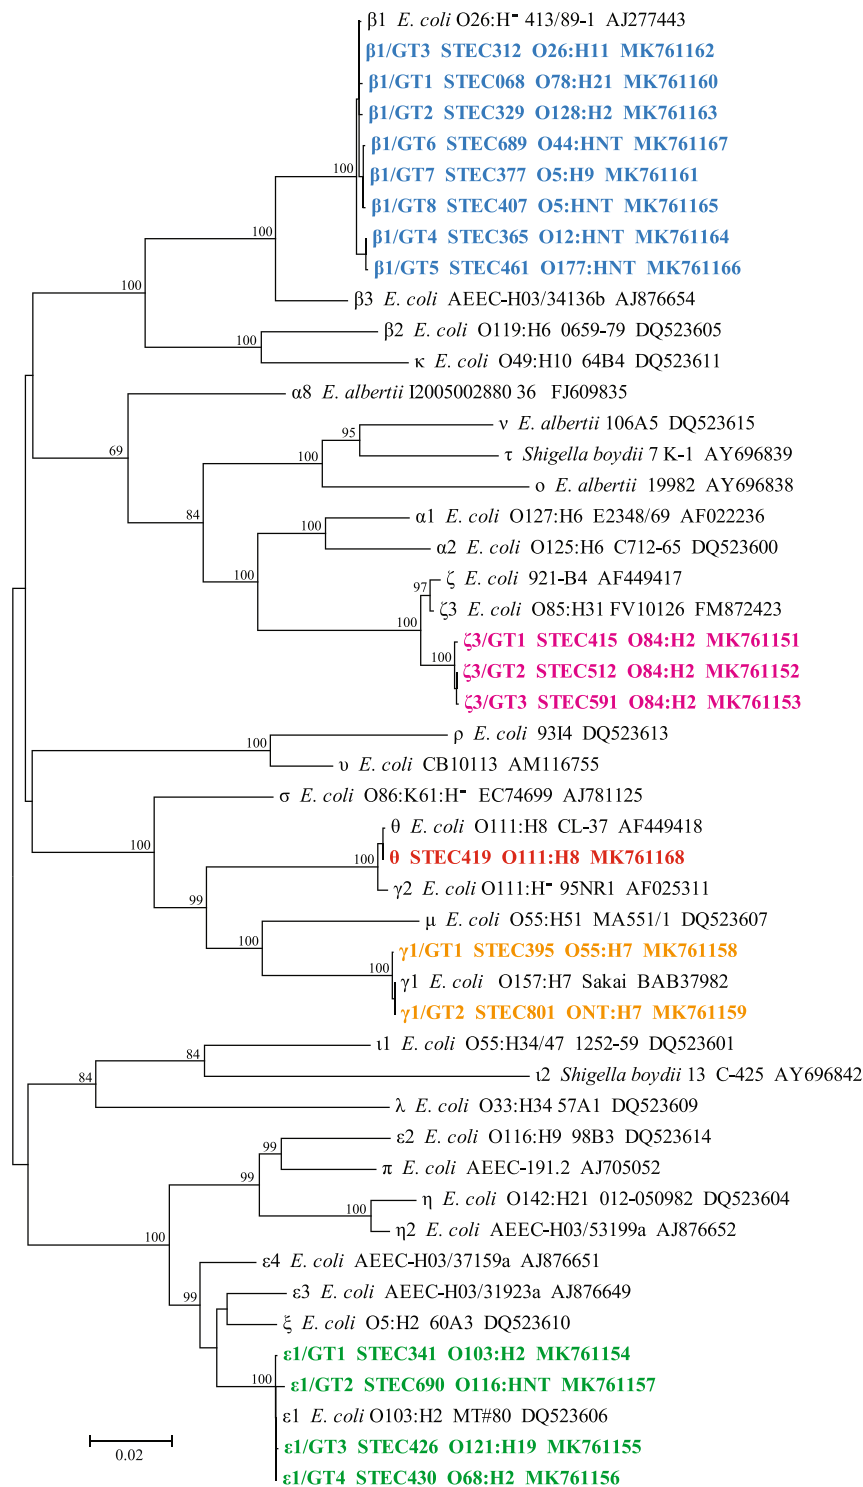 β1 E. coli O26:H⁻ 413/89-1 AJ277443
β1/GT3 STEC312 O26:H11 MK761162
β1/GT1 STEC068 O78:H21 MK761160
β1/GT2 STEC329 O128:H2 MK761163
β1/GT6 STEC689 O44:HNT MK761167
β1/GT7 STEC377 O5:H9 MK761161
100
β1/GT8 STEC407 O5:HNT MK761165
β1/GT4 STEC365 O12:HNT MK761164
100
β1/GT5 STEC461 O177:HNT MK761166
100
β3 E. coli AEEC-H03/34136b AJ876654
β2 E. coli O119:H6 0659-79 DQ523605
100
κ E. coli O49:H10 64B4 DQ523611
α8 E. albertii I2005002880 36 FJ609835
ν E. albertii 106A5 DQ523615
95
69
τ Shigella boydii 7 K-1 AY696839
100
ο E. albertii 19982 AY696838
84
α1 E. coli O127:H6 E2348/69 AF022236
100
α2 E. coli O125:H6 C712-65 DQ523600
100
ζ E. coli 921-B4 AF449417
97
ζ3 E. coli O85:H31 FV10126 FM872423
100
ζ3/GT1 STEC415 O84:H2 MK761151
100
ζ3/GT2 STEC512 O84:H2 MK761152
ζ3/GT3 STEC591 O84:H2 MK761153
ρ E. coli 93I4 DQ523613
100
υ E. coli CB10113 AM116755
σ E. coli O86:K61:H⁻ EC74699 AJ781125
θ E. coli O111:H8 CL-37 AF449418
100
θ STEC419 O111:H8 MK761168
100
γ2 E. coli O111:H⁻ 95NR1 AF025311
99
μ E. coli O55:H51 MA551/1 DQ523607
100
γ1/GT1 STEC395 O55:H7 MK761158
100
γ1 E. coli O157:H7 Sakai BAB37982
γ1/GT2 STEC801 ONT:H7 MK761159
ι1 E. coli O55:H34/47 1252-59 DQ523601
84
ι2 Shigella boydii 13 C-425 AY696842
84
λ E. coli O33:H34 57A1 DQ523609
ε2 E. coli O116:H9 98B3 DQ523614
99
π E. coli AEEC-191.2 AJ705052
99
η E. coli O142:H21 012-050982 DQ523604
100
η2 E. coli AEEC-H03/53199a AJ876652
100
ε4 E. coli AEEC-H03/37159a AJ876651
ε3 E. coli AEEC-H03/31923a AJ876649
99
ξ E. coli O5:H2 60A3 DQ523610
ε1/GT1 STEC341 O103:H2 MK761154
100
ε1/GT2 STEC690 O116:HNT MK761157
ε1 E. coli O103:H2 MT#80 DQ523606
ε1/GT3 STEC426 O121:H19 MK761155
0.02
ε1/GT4 STEC430 O68:H2 MK761156